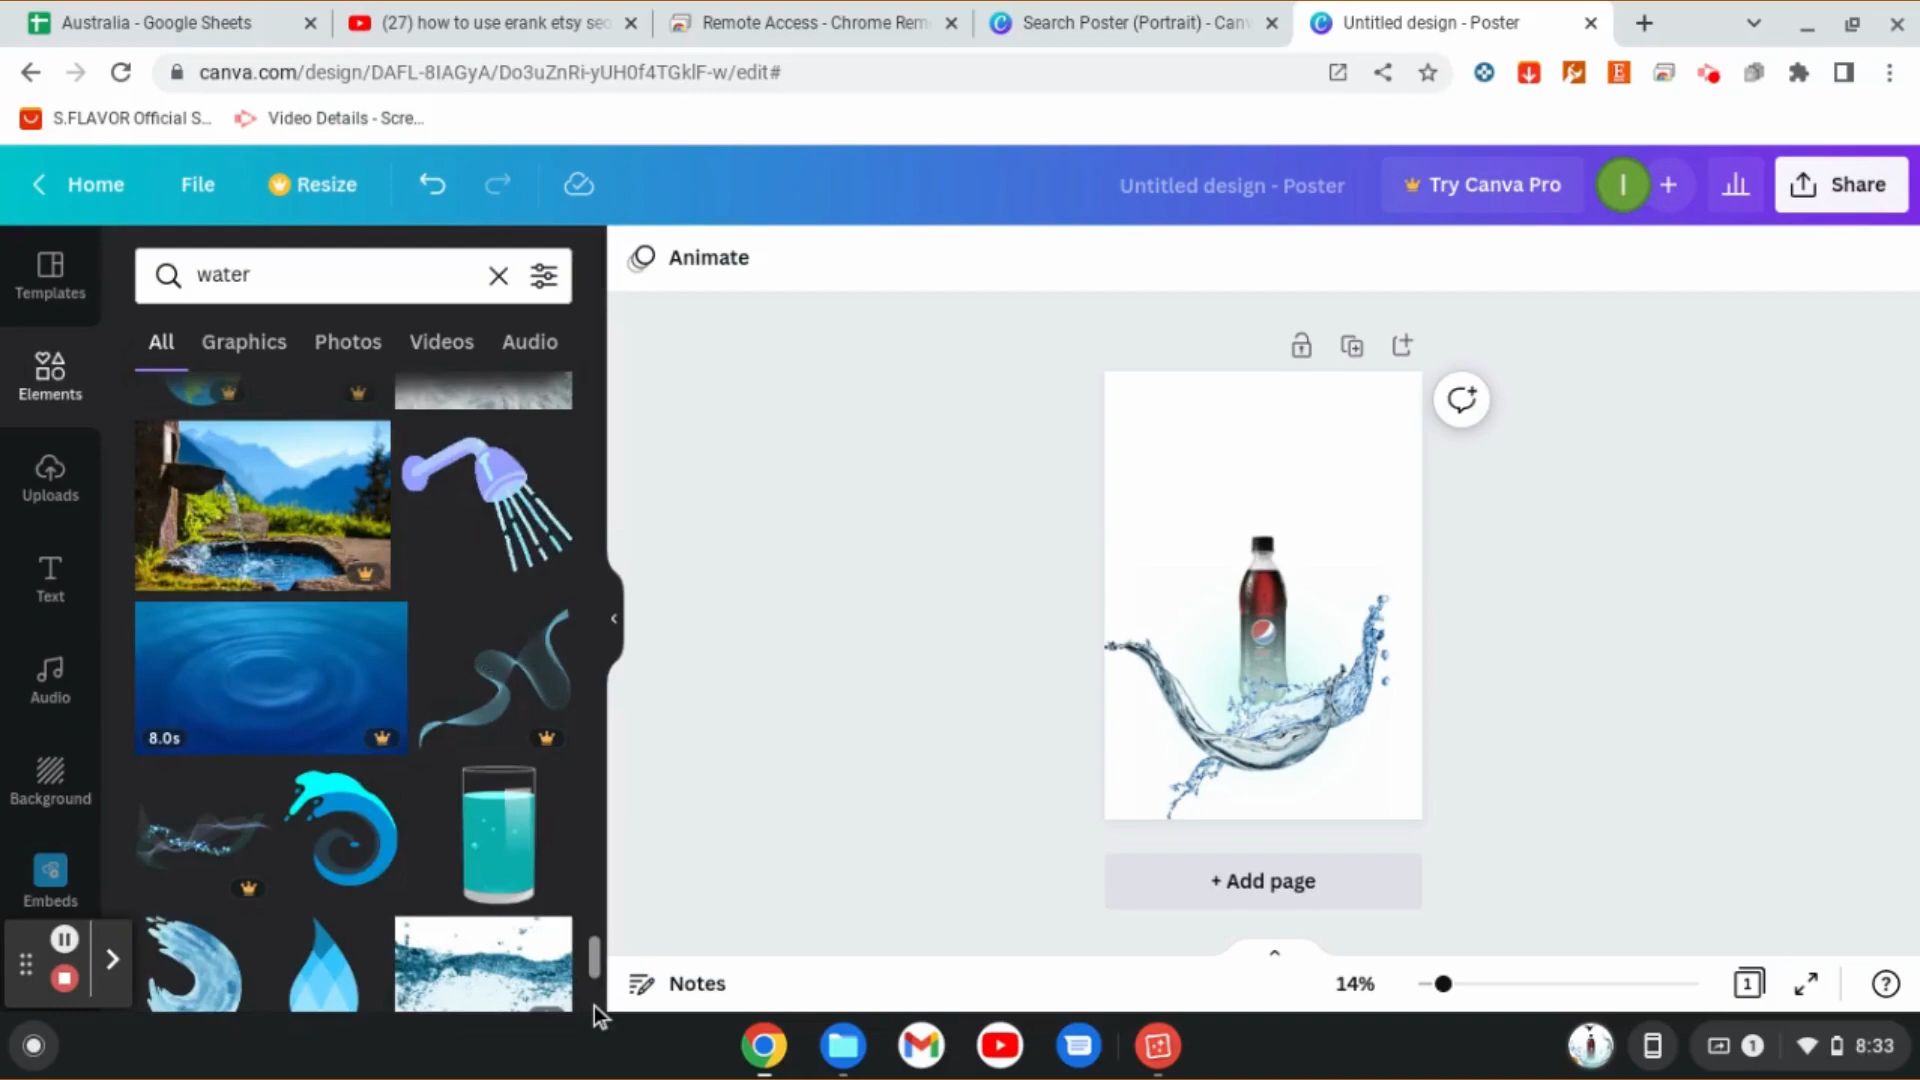 Australia - Google Sheets
(27) how to use erank etsy seo
Remote Access - Chrome Rem
Search Poster (Portrait) - Canv
Untitled design - Poster
canva.com/design/DAFL-8IAGyA/Do3uZnRi-yUH0f4TGklF-w/edit#
S.FLAVOR Official S...
Video Details - Scre...
Home
File
Resize
Untitled design - Poster
Try Canva Pro
I
Share
Templates
Elements
Uploads
Text
Audio
Background
Embeds
water
All
Graphics
Photos
Videos
Audio
8.0s
Animate
+ Add page
Notes
14%
1
1
8:33